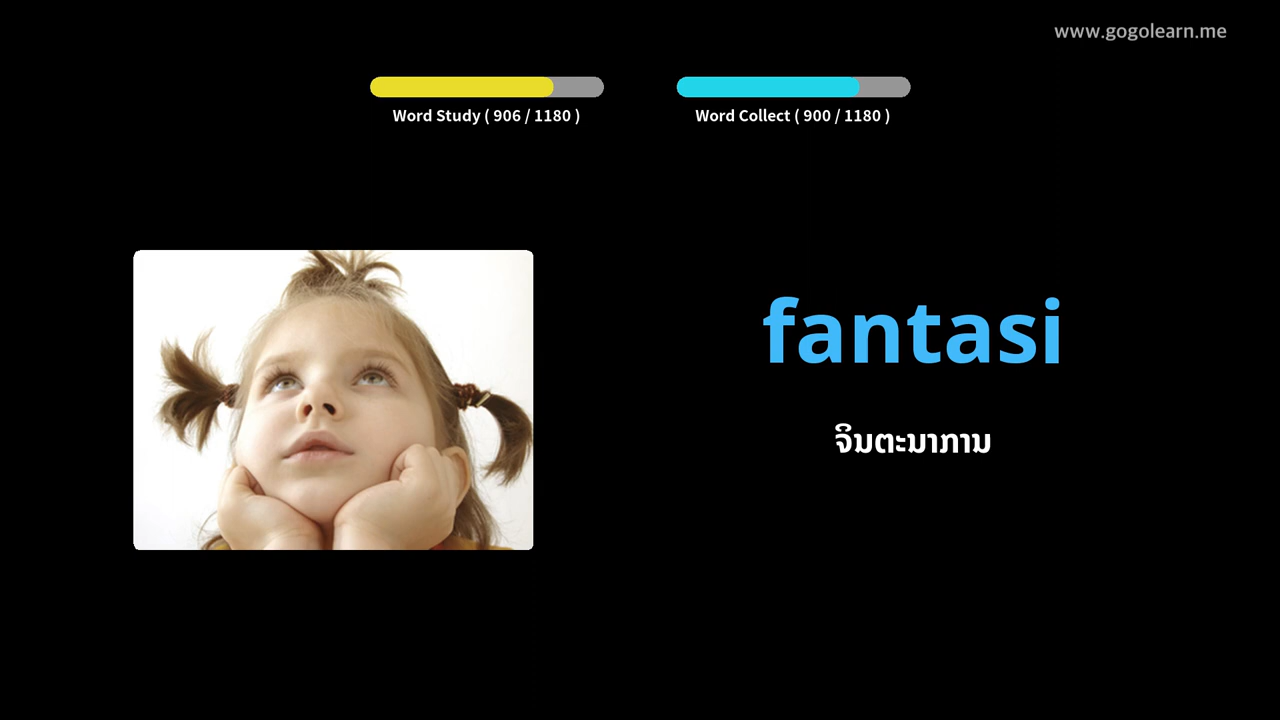 www.gogolearn.me
Word Study ( 906 / 1180 )
Word Collect ( 900 / 1180 )
fantasi
ຈິນຕະນາການ